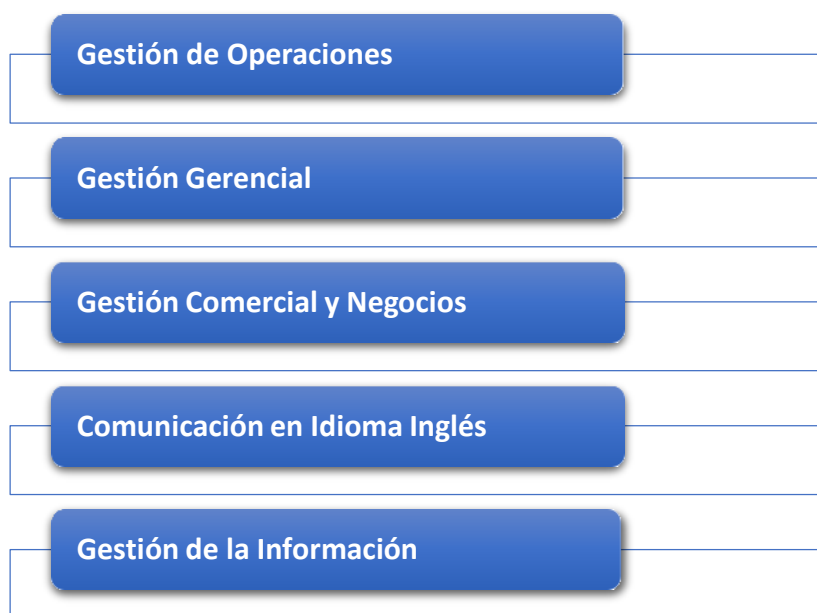 Gestión de Operaciones
Gestión Gerencial
Gestión Comercial y Negocios
Comunicación en Idioma Inglés
Gestión de la Información